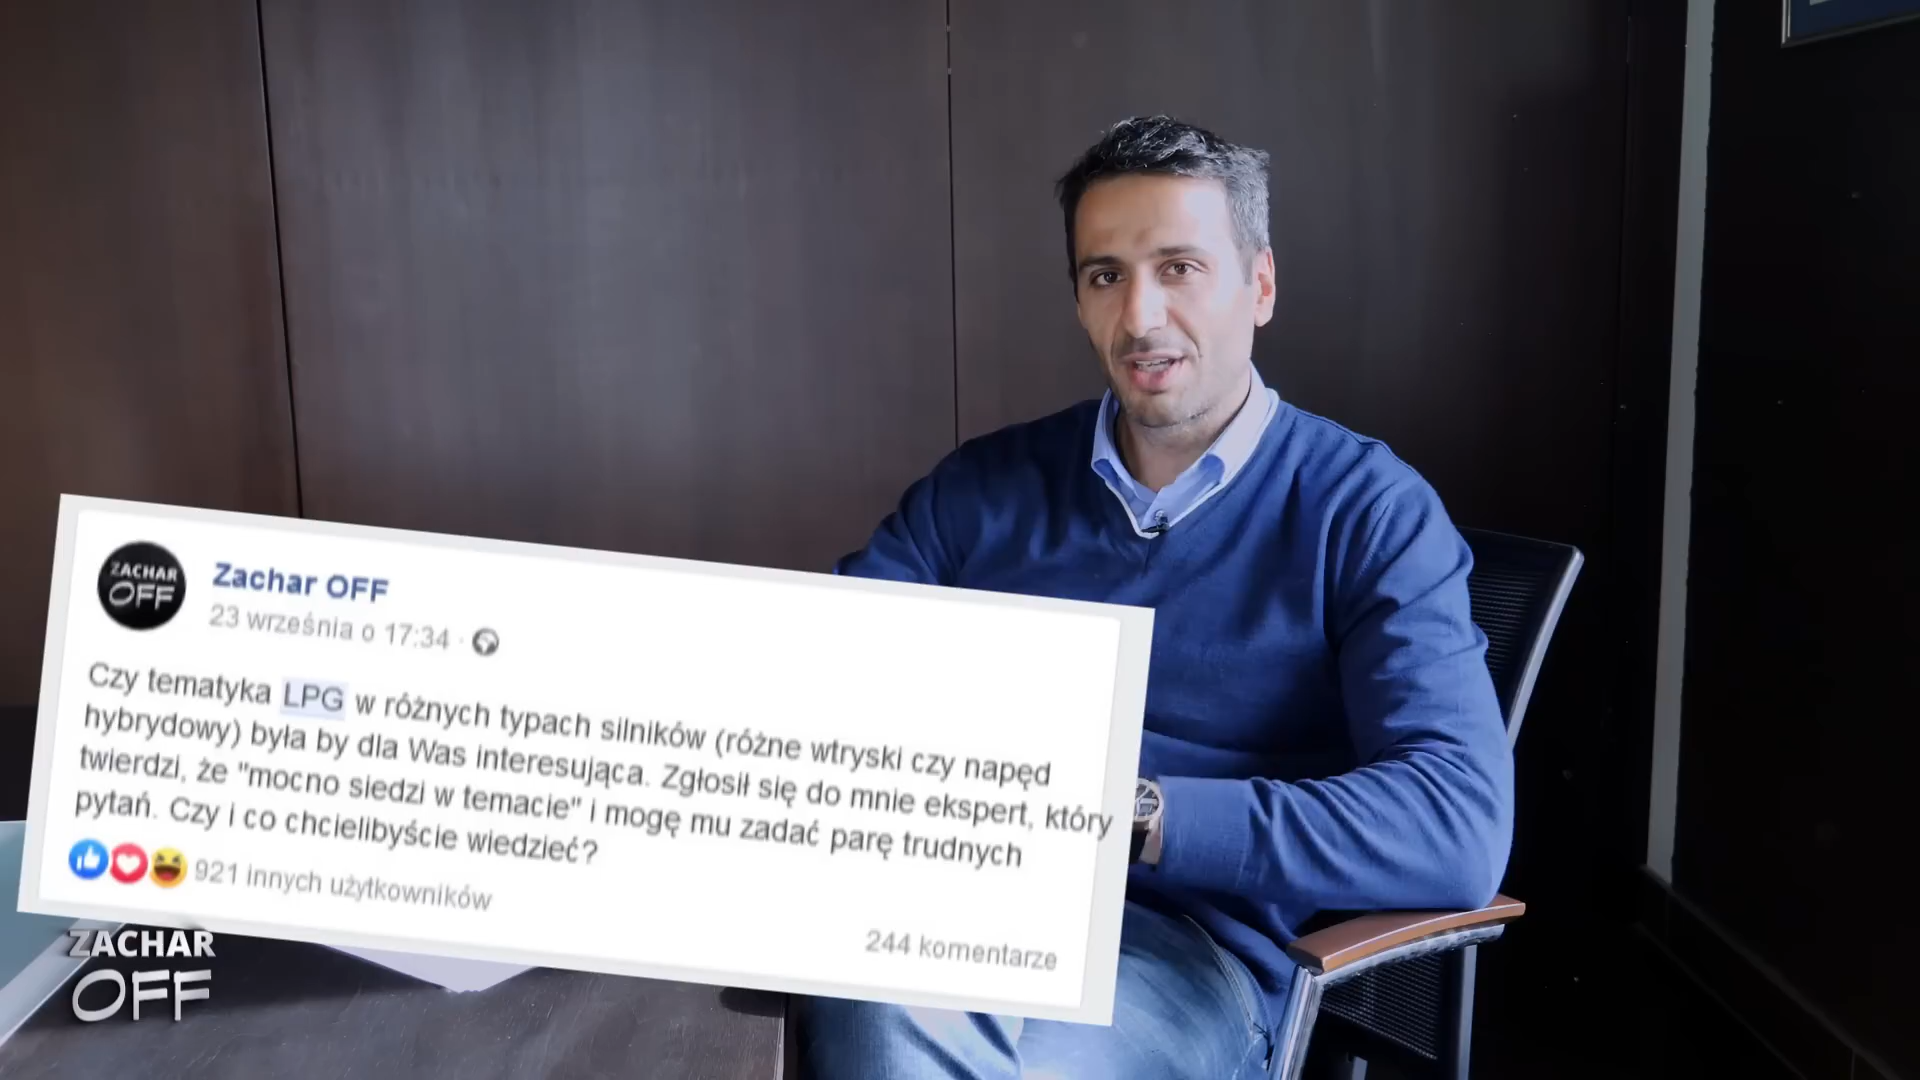 ZACHAR
OFF
Zachar OFF
23 września o 17:34 ·
Czy tematyka LPG w różnych typach silników (różne wtryski czy napęd
hybrydowy) była by dla Was interesująca. Zgłosił się do mnie ekspert, który
twierdzi, że "mocno siedzi w temacie" i mogę mu zadać parę trudnych
pytań. Czy i co chcielibyście wiedzieć?
921 innych użytkowników
244 komentarze
ZACHAR
OFF